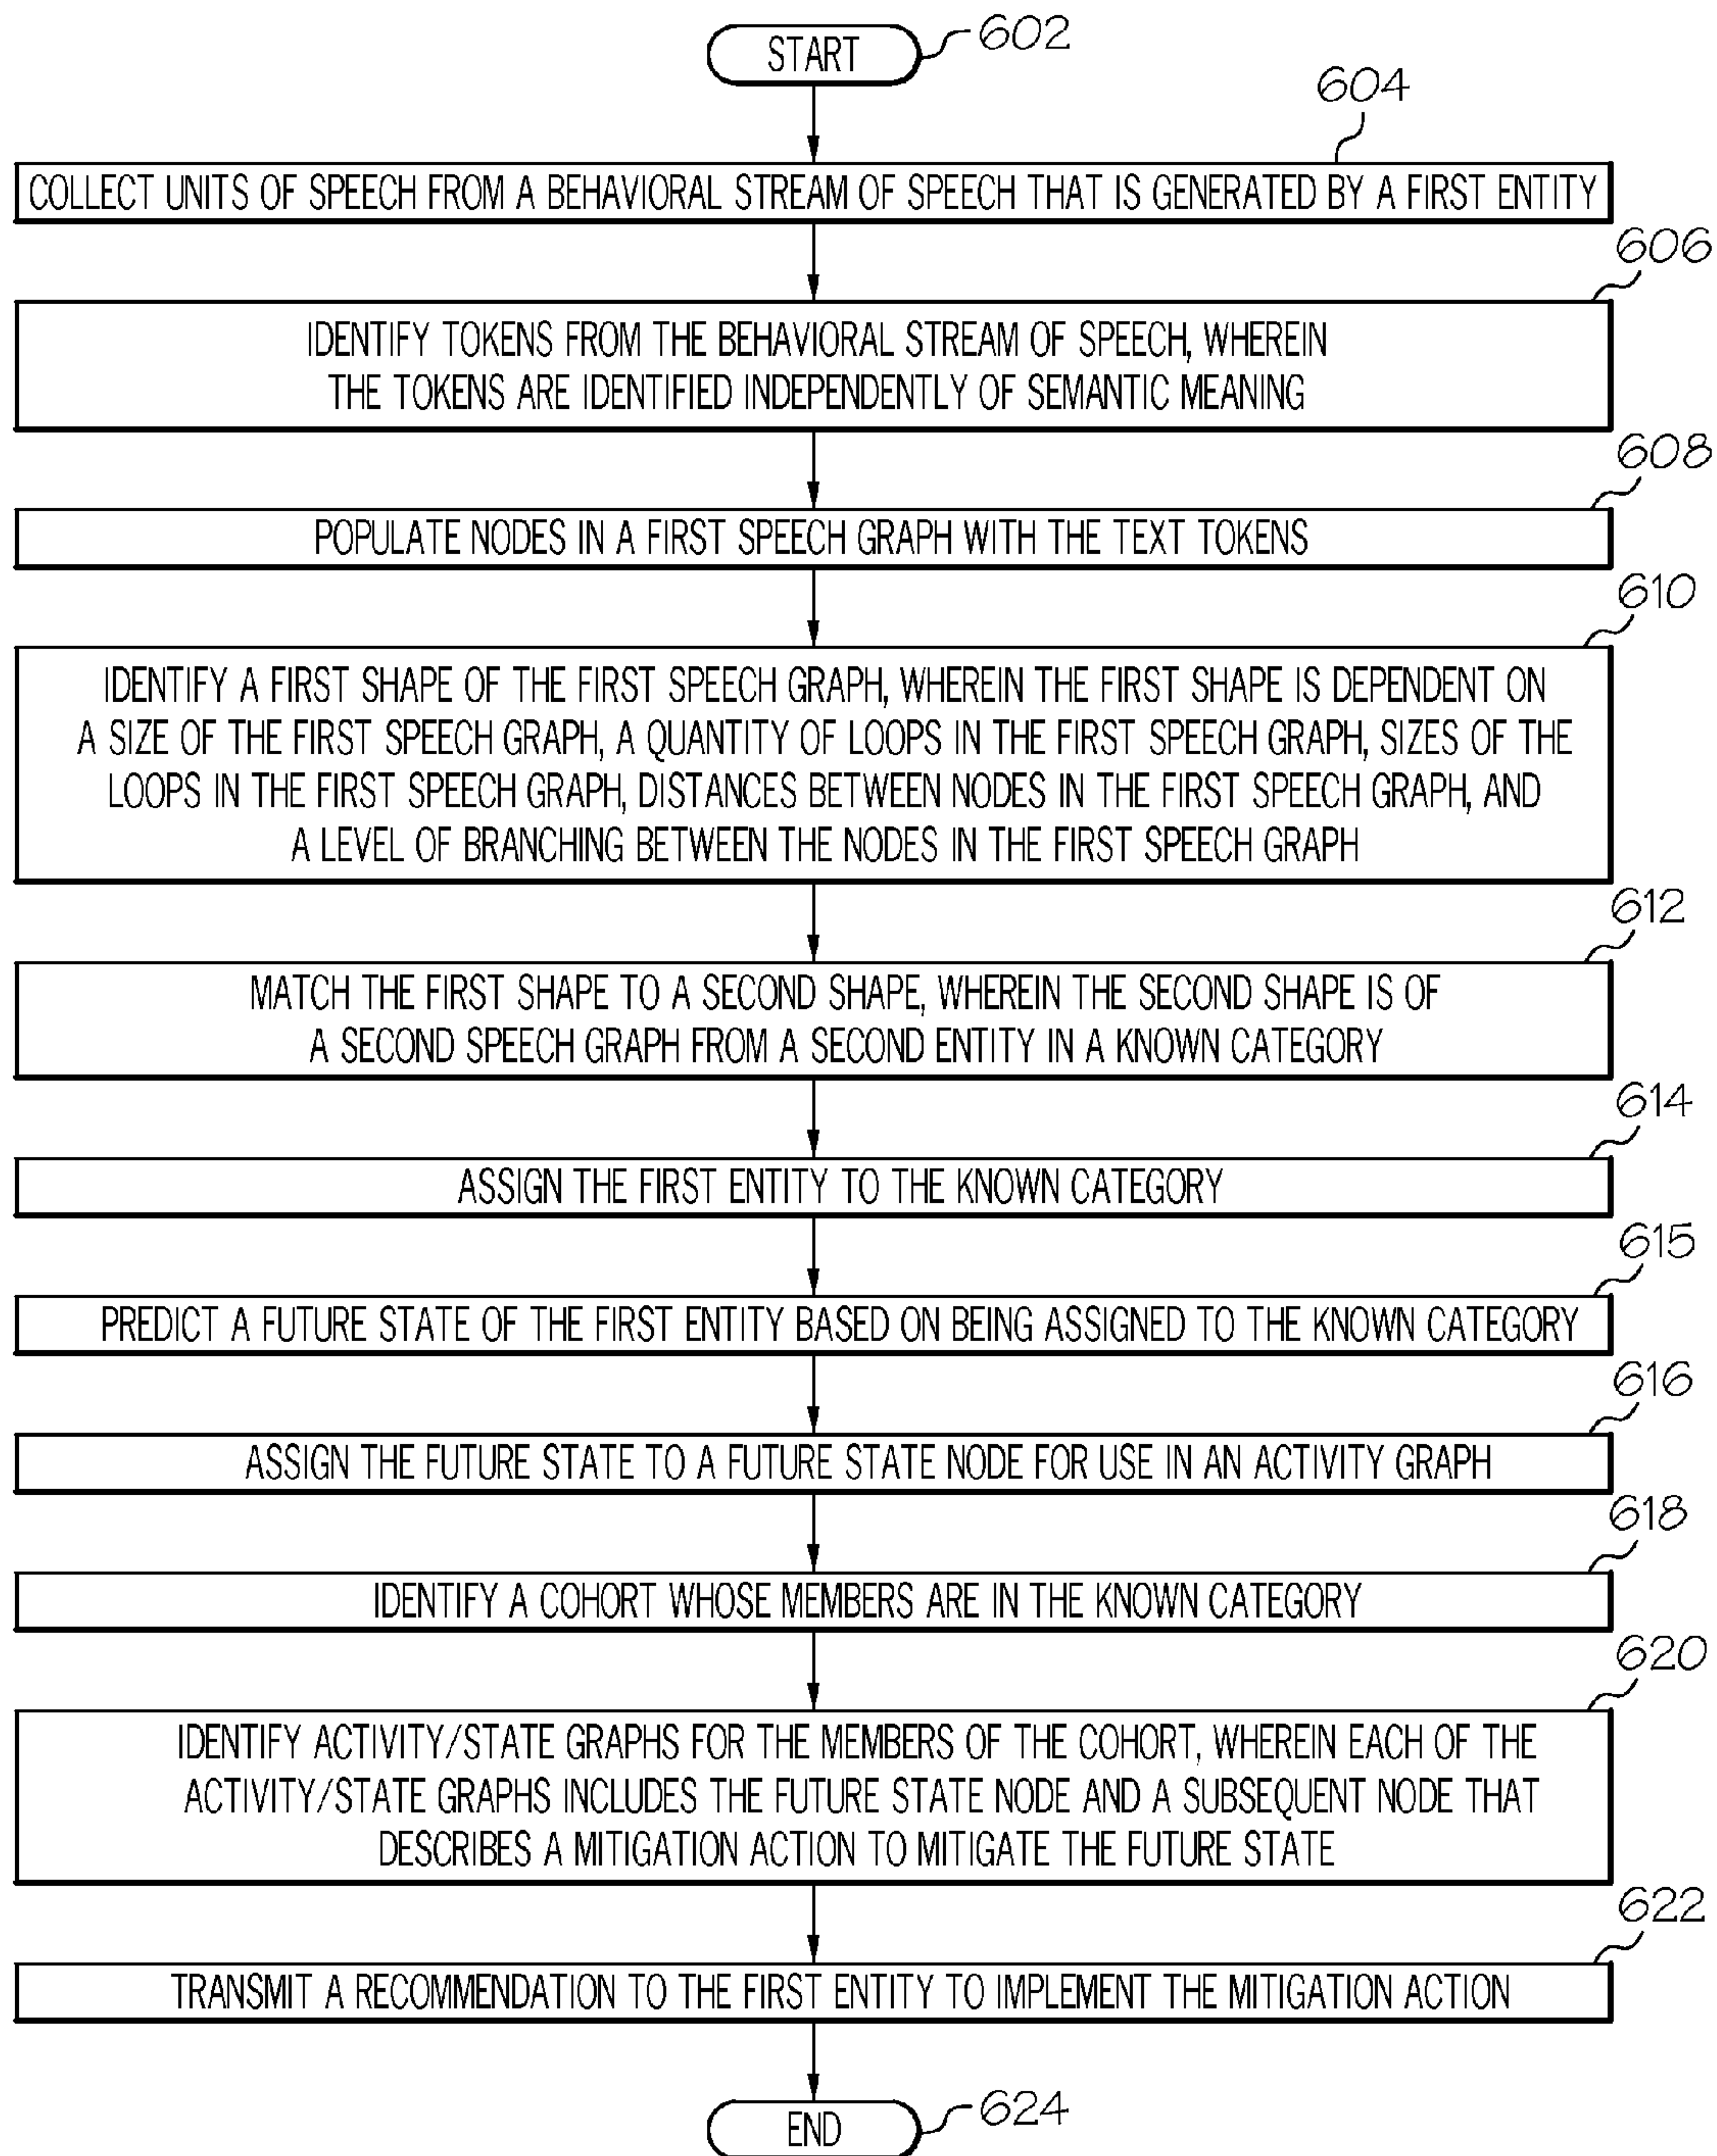 START
602
604
COLLECT UNITS OF SPEECH FROM A BEHAVIORAL STREAM OF SPEECH THAT IS GENERATED BY A FIRST ENTITY
606
IDENTIFY TOKENS FROM THE BEHAVIORAL STREAM OF SPEECH, WHEREIN
THE TOKENS ARE IDENTIFIED INDEPENDENTLY OF SEMANTIC MEANING
608
POPULATE NODES IN A FIRST SPEECH GRAPH WITH THE TEXT TOKENS
610
IDENTIFY A FIRST SHAPE OF THE FIRST SPEECH GRAPH, WHEREIN THE FIRST SHAPE IS DEPENDENT ON
A SIZE OF THE FIRST SPEECH GRAPH, A QUANTITY OF LOOPS IN THE FIRST SPEECH GRAPH, SIZES OF THE
LOOPS IN THE FIRST SPEECH GRAPH, DISTANCES BETWEEN NODES IN THE FIRST SPEECH GRAPH, AND
A LEVEL OF BRANCHING BETWEEN THE NODES IN THE FIRST SPEECH GRAPH
612
MATCH THE FIRST SHAPE TO A SECOND SHAPE, WHEREIN THE SECOND SHAPE IS OF
A SECOND SPEECH GRAPH FROM A SECOND ENTITY IN A KNOWN CATEGORY
614
ASSIGN THE FIRST ENTITY TO THE KNOWN CATEGORY
615
PREDICT A FUTURE STATE OF THE FIRST ENTITY BASED ON BEING ASSIGNED TO THE KNOWN CATEGORY
616
ASSIGN THE FUTURE STATE TO A FUTURE STATE NODE FOR USE IN AN ACTIVITY GRAPH
618
IDENTIFY A COHORT WHOSE MEMBERS ARE IN THE KNOWN CATEGORY
620
IDENTIFY ACTIVITY/STATE GRAPHS FOR THE MEMBERS OF THE COHORT, WHEREIN EACH OF THE
ACTIVITY/STATE GRAPHS INCLUDES THE FUTURE STATE NODE AND A SUBSEQUENT NODE THAT
DESCRIBES A MITIGATION ACTION TO MITIGATE THE FUTURE STATE
622
TRANSMIT A RECOMMENDATION TO THE FIRST ENTITY TO IMPLEMENT THE MITIGATION ACTION
END
624